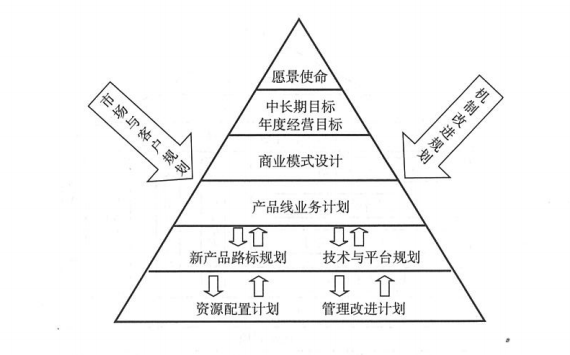 愿景使命
中长期目标
年度经营目标
商业模式设计
产品线业务计划
新产品路标规划
技术与平台规划
资源配置计划
管理改进计划
市场与客户规划
机制改进规划